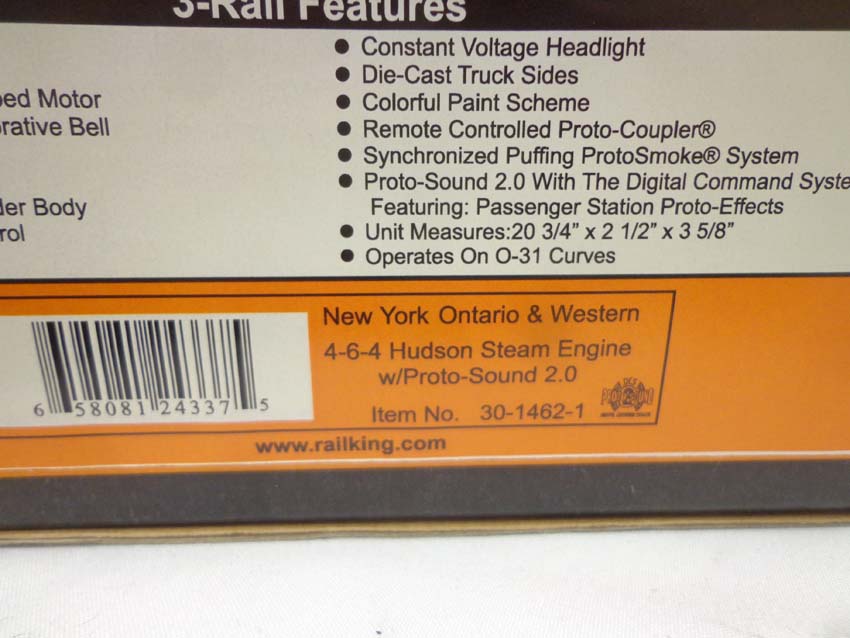 3-Rail Features
Constant Voltage Headlight
Die-Cast Truck Sides
Colorful Paint Scheme
Remote Controlled Proto-Coupler®
Synchronized Puffing ProtoSmoke® System
Proto-Sound 2.0 With The Digital Command Syste
Featuring: Passenger Station Proto-Effects
Unit Measures:20 3/4” x 2 1/2” x 3 5/8”
Operates On O-31 Curves
ped Motor
rative Bell
der Body
rol
New York Ontario & Western
4-6-4 Hudson Steam Engine
w/Proto-Sound 2.0
Item No. 30-1462-1
6 58081 24337 5
www.railking.com